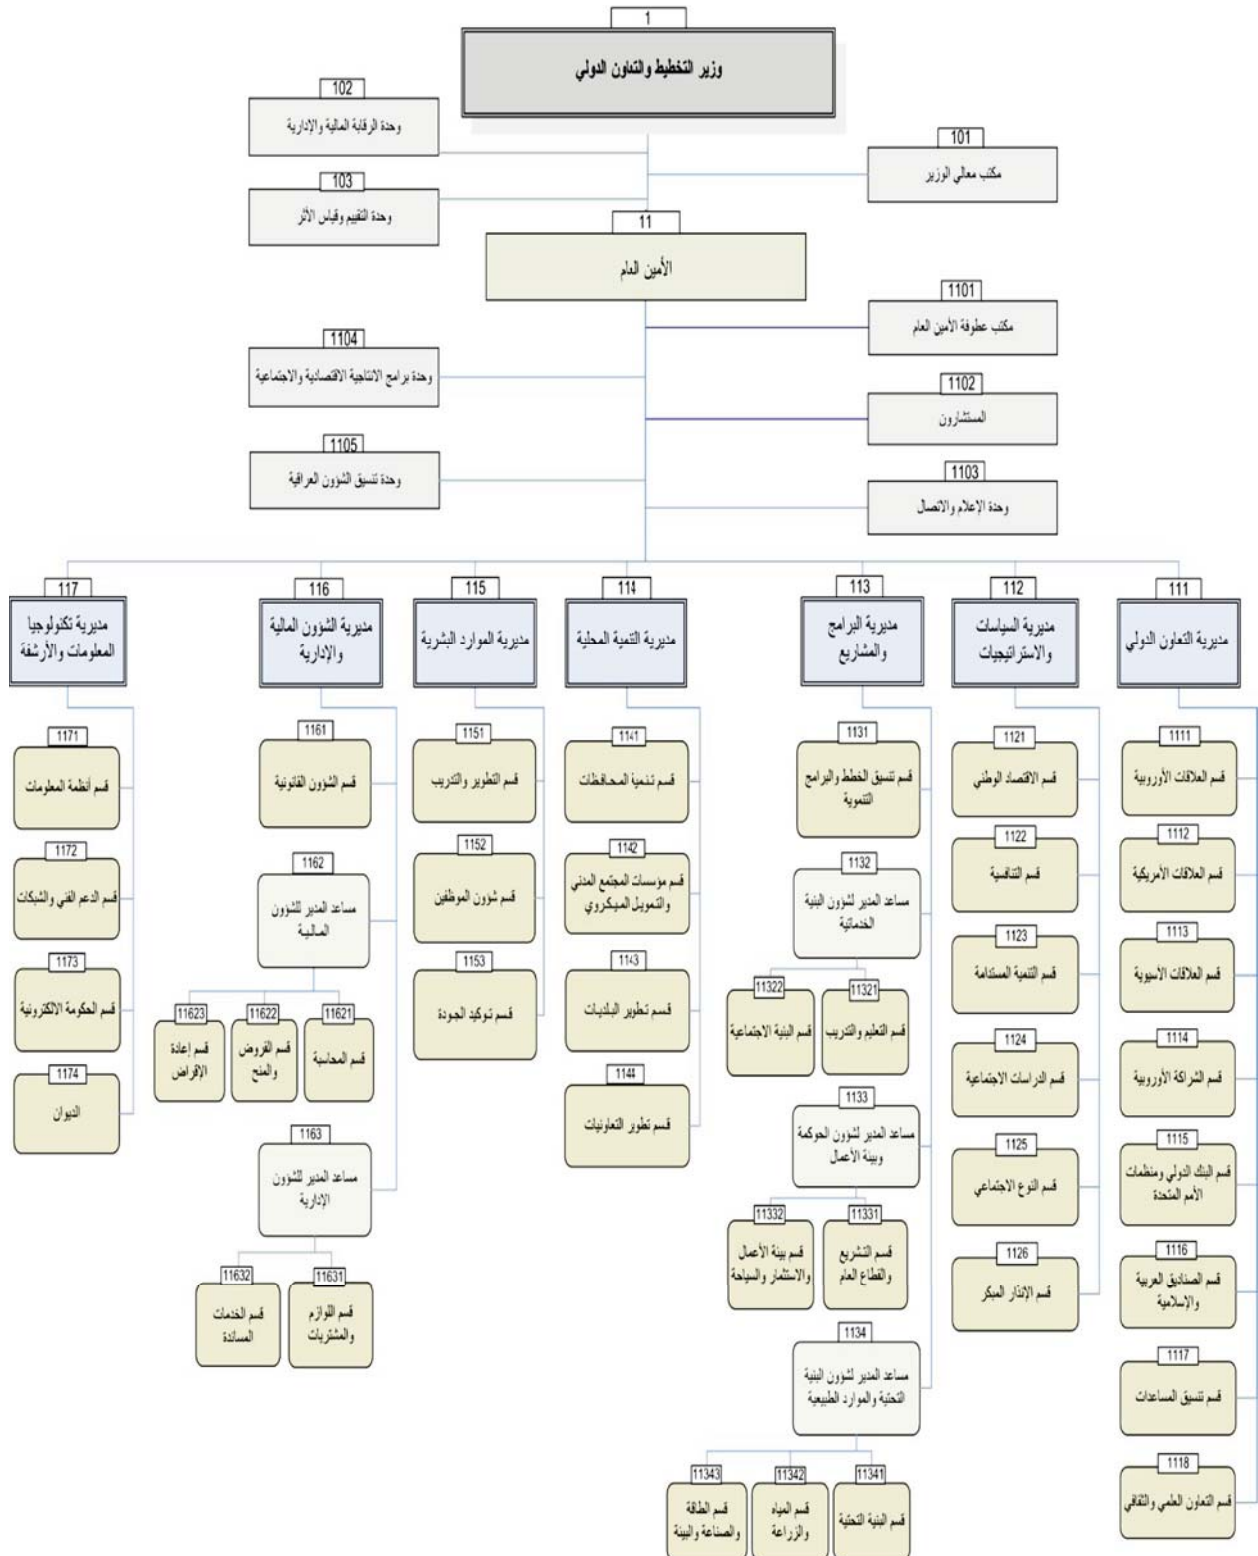 1
وزير التخطيط والتعاون الدولي
101
مكتب معالي الوزير
102
وحدة الرقابة المالية والإدارية
103
وحدة التقييم وقياس الأثر
11
الأمين العام
1101
مكتب عطوفة الأمين العام
1102
المستشارون
1103
وحدة الإعلام والاتصال
1104
وحدة برامج الانتاجية الاقتصادية والاجتماعية
1105
وحدة تنسيق الشؤون العراقية
111
مديرية التعاون الدولي
1111
قسم العلاقات الأوروبية
1112
قسم العلاقات الأمريكية
1113
قسم العلاقات الأسيوية
1114
قسم الشراكة الأوروبية
1115
قسم البنك الدولي ومنظمات
الأمم المتحدة
1116
قسم الصناديق العربية
والإسلامية
1117
قسم تنسيق المساعدات
1118
قسم التعاون العلمي والثقافي
112
مديرية السياسات
والاستراتيجيات
1121
قسم الاقتصاد الوطني
1122
قسم التنافسية
1123
قسم التنمية المستدامة
1124
قسم الدراسات الاجتماعية
1125
قسم النوع الاجتماعي
1126
قسم الإنذار المبكر
113
مديرية البرامج
والمشاريع
1131
قسم تنسيق الخطط والبرامج
التنموية
1132
مساعد المدير لشؤون البنية
الخدماتية
11321
قسم التعليم والتدريب
11322
قسم البنية الاجتماعية
1133
مساعد المدير لشؤون الحوكمة
وبيئة الأعمال
11331
قسم التشريع
والقطاع العام
11332
قسم بيئة الأعمال
والاستثمار والسياحة
1134
مساعد المدير لشؤون البنية
التحتية والموارد الطبيعية
11341
قسم البنية التحتية
11342
قسم المياه
والزراعة
11343
قسم الطاقة
والصناعة والبيئة
114
مديرية التنمية المحلية
1141
قسم تنمية المحافظات
1142
قسم مؤسسات المجتمع المدني
والتمويل الميكروي
1143
قسم تطوير البلديات
1144
قسم تطوير التعاونيات
115
مديرية الموارد البشرية
1151
قسم التطوير والتدريب
1152
قسم شؤون الموظفين
1153
قسم توكيد الجودة
116
مديرية الشؤون المالية
والإدارية
1161
قسم الشؤون القانونية
1162
مساعد المدير للشؤون
المالية
11621
قسم المحاسبة
11622
قسم القروض
والمنح
11623
قسم إعادة
الإقراض
1163
مساعد المدير للشؤون
الإدارية
11631
قسم اللوازم
والمشتريات
11632
قسم الخدمات
المساندة
117
مديرية تكنولوجيا
المعلومات والأرشفة
1171
قسم أنظمة المعلومات
1172
قسم الدعم الفني والشبكات
1173
قسم الحكومة الالكترونية
1174
الديوان